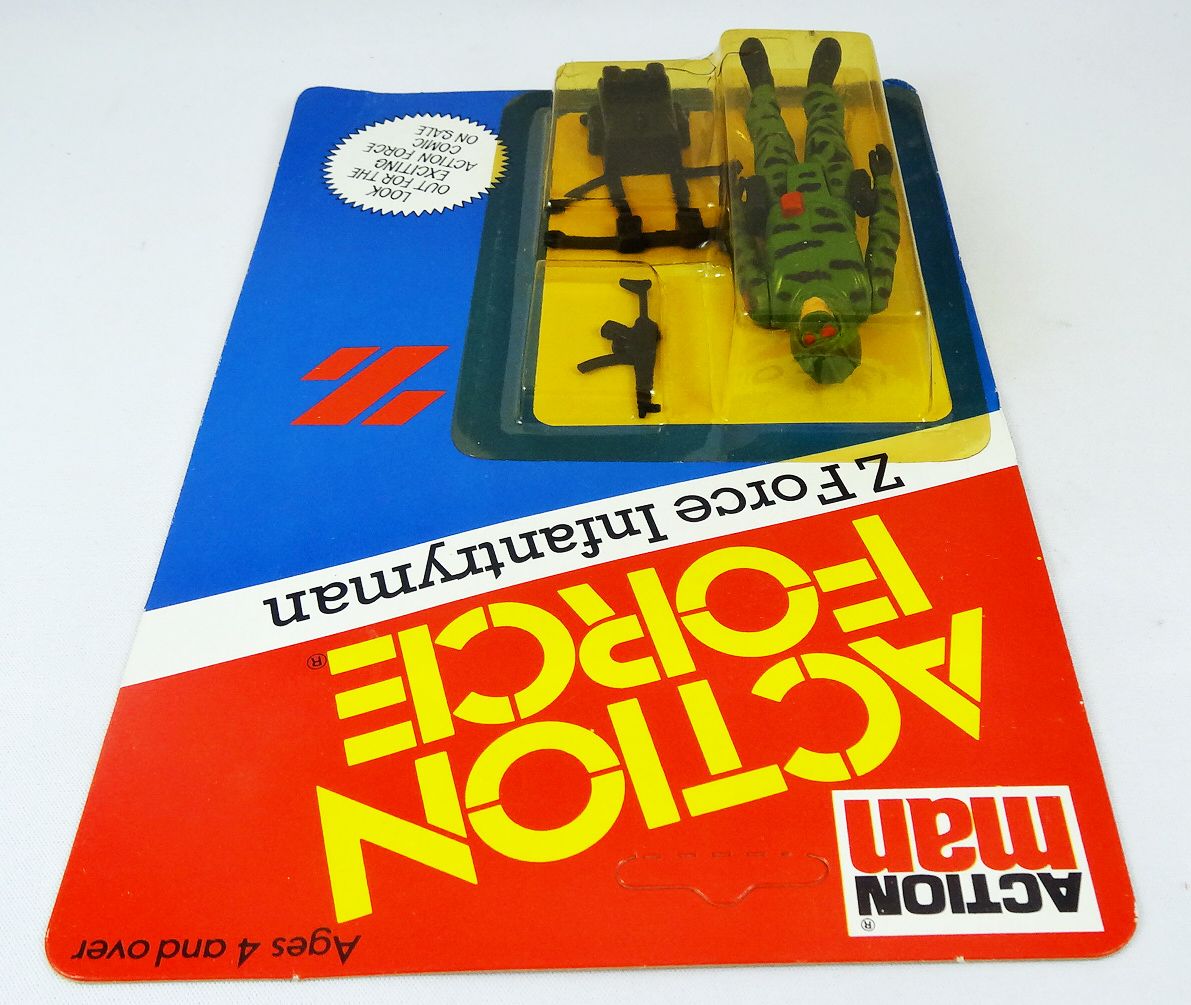 Ages 4 and over
ACTION
man
®
ACTION
FORCE
®
Z Force Infantryman
Z
LOOK
OUT FOR THE
EXCITING
ACTION FORCE
COMIC
ON SALE